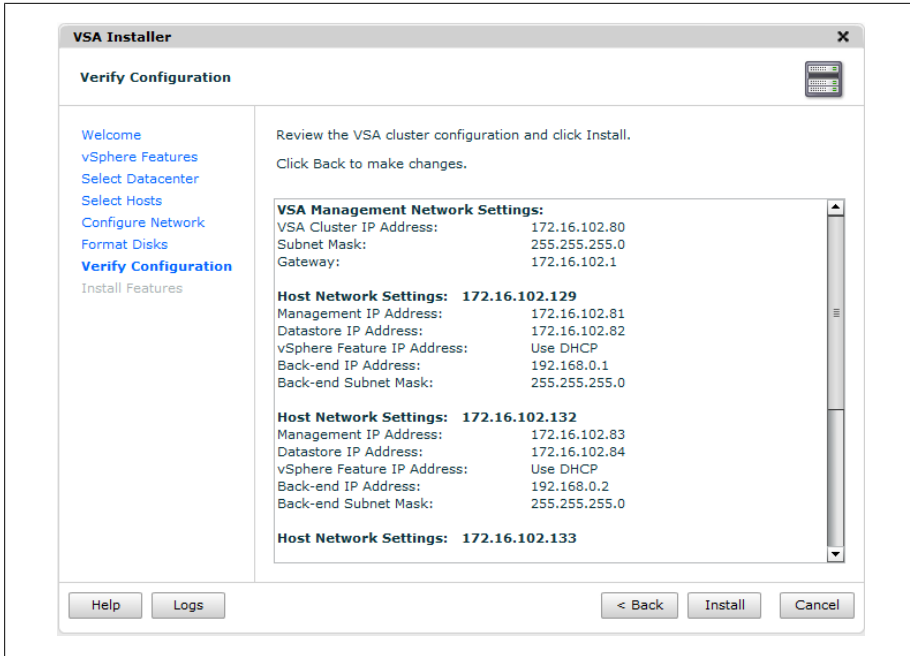 VSA Installer
Verify Configuration
Welcome
vSphere Features
Select Datacenter
Select Hosts
Configure Network
Format Disks
Verify Configuration
Install Features
Review the VSA cluster configuration and click Install.
Click Back to make changes.
VSA Management Network Settings:
VSA Cluster IP Address: 172.16.102.80
Subnet Mask: 255.255.255.0
Gateway: 172.16.102.1
Host Network Settings: 172.16.102.129
Management IP Address: 172.16.102.81
Datastore IP Address: 172.16.102.82
vSphere Feature IP Address: Use DHCP
Back-end IP Address: 192.168.0.1
Back-end Subnet Mask: 255.255.255.0
Host Network Settings: 172.16.102.132
Management IP Address: 172.16.102.83
Datastore IP Address: 172.16.102.84
vSphere Feature IP Address: Use DHCP
Back-end IP Address: 192.168.0.2
Back-end Subnet Mask: 255.255.255.0
Host Network Settings: 172.16.102.133
Help Logs < Back Install Cancel